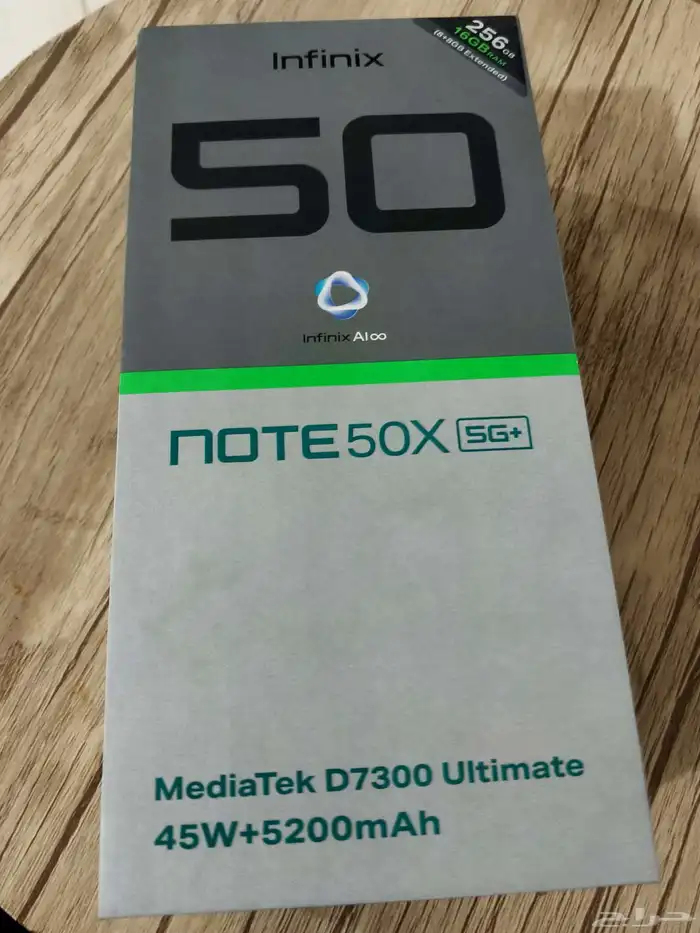 Infinix
256GB
16GB RAM
(8+8GB Extended)
50
Infinix AI∞
NOTE 50X 5G+
MediaTek D7300 Ultimate
45W+5200mAh
حراج